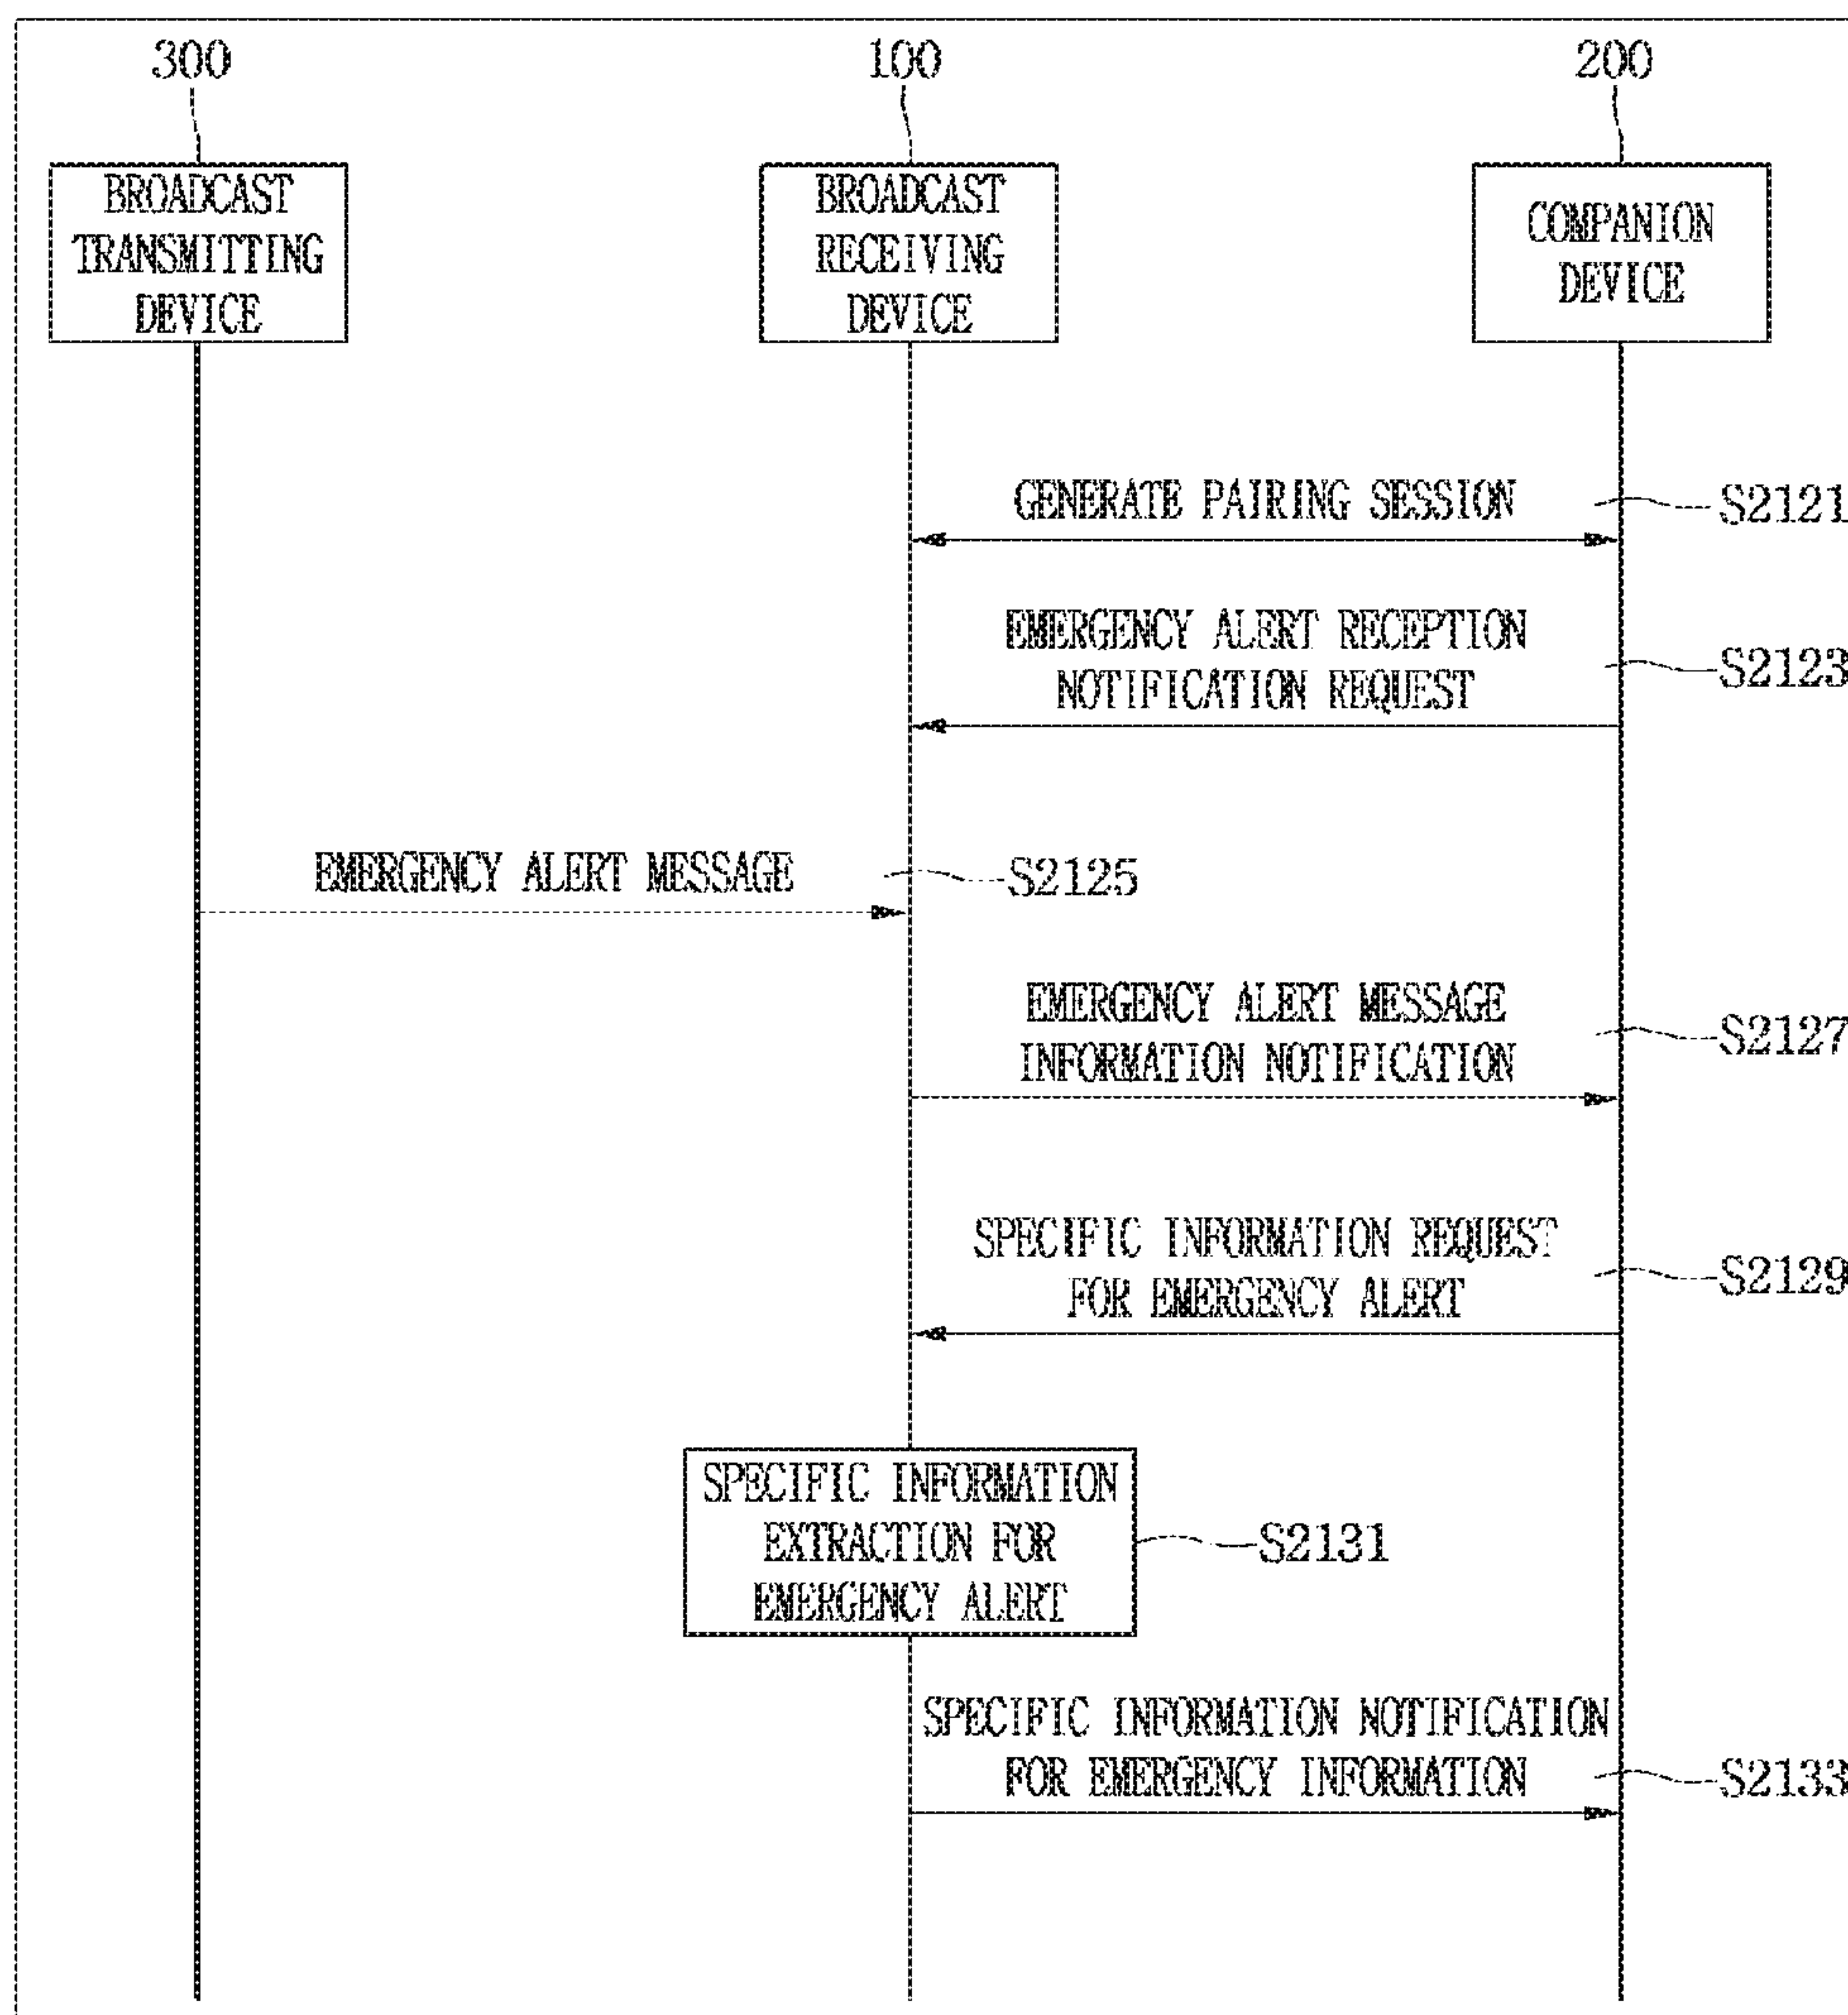 300
100
200
BROADCAST
TRANSMITTING
DEVICE
BROADCAST
RECEIVING
DEVICE
COMPANION
DEVICE
GENERATE PAIRING SESSION
S2121
EMERGENCY ALERT RECEPTION
NOTIFICATION REQUEST
S2123
EMERGENCY ALERT MESSAGE
S2125
EMERGENCY ALERT MESSAGE
INFORMATION NOTIFICATION
S2127
SPECIFIC INFORMATION REQUEST
FOR EMERGENCY ALERT
S2129
SPECIFIC INFORMATION
EXTRACTION FOR
EMERGENCY ALERT
S2131
SPECIFIC INFORMATION NOTIFICATION
FOR EMERGENCY INFORMATION
S2133